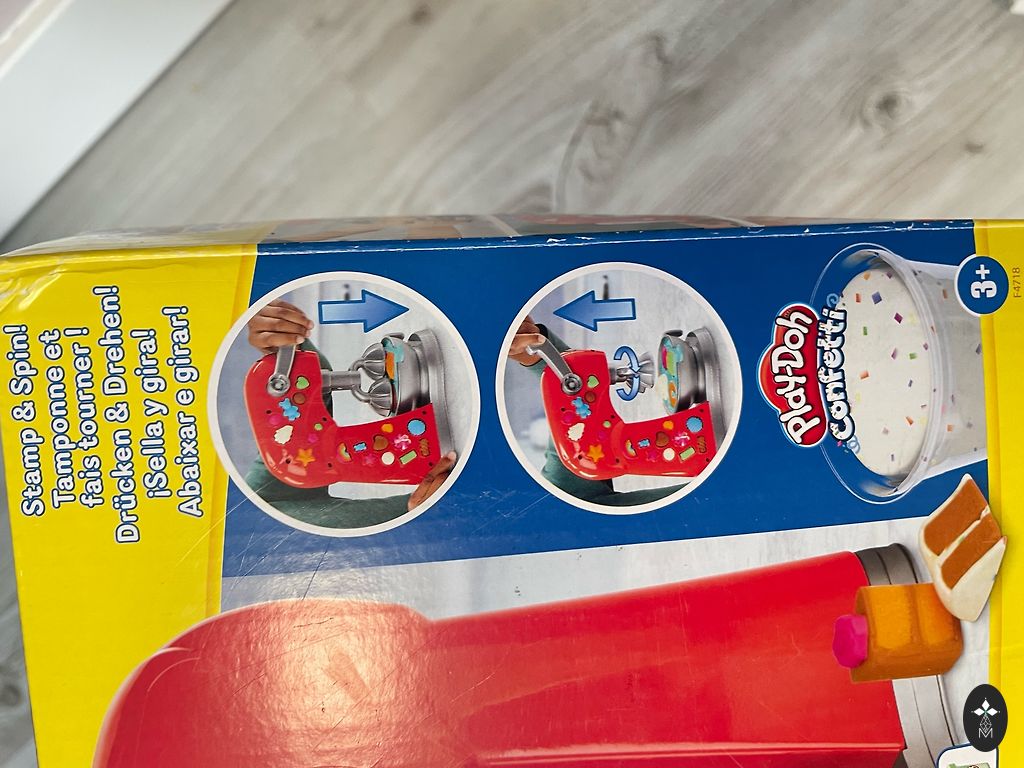 Stamp & Spin!
Tamponne et
fais tourner !
Drücken & Drehen!
¡Sella y gira!
Abaixar e girar!
Play-Doh
Confetti
3+
F4718
M